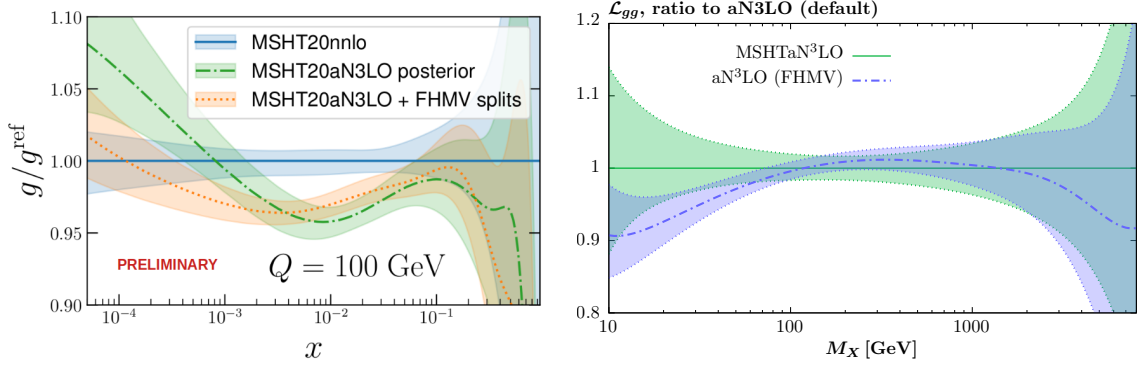 1.10
1.05
1.00
0.95
0.90
g/g^ref
MSHT20nnlo
MSHT20aN3LO posterior
MSHT20aN3LO + FHMV splits
PRELIMINARY
Q = 100 GeV
10⁻⁴ 10⁻³ 10⁻² 10⁻¹
x
𝓛gg, ratio to aN3LO (default)
1.2
1.1
1
0.9
0.8
MSHTaN³LO
aN³LO (FHMV)
10 100 1000
M_X [GeV]